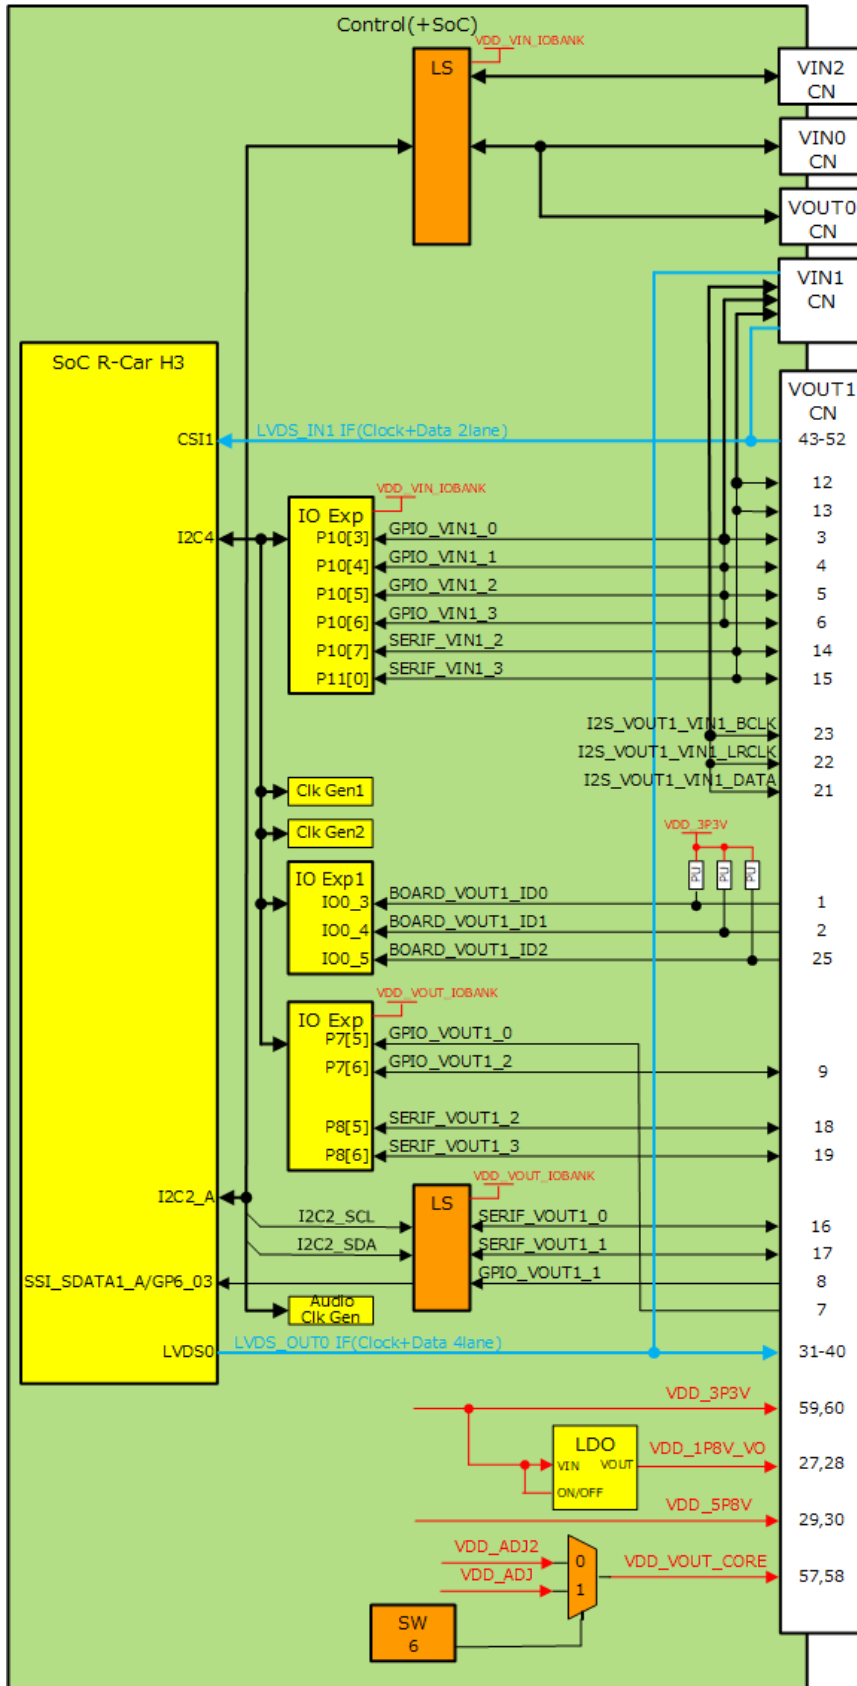 Control(+SoC)
VDD_VIN_IOBANK
LS
VIN2
CN
VIN0
CN
VOUT0
CN
VIN1
CN
SoC R-Car H3
VOUT1
CN
CSI1
LVDS_IN1 IF(Clock+Data 2lane)
43-52
12
VDD_VIN_IOBANK
13
IO Exp
I2C4
P10[3]
GPIO_VIN1_0
3
P10[4]
GPIO_VIN1_1
4
P10[5]
GPIO_VIN1_2
5
P10[6]
GPIO_VIN1_3
6
P10[7]
SERIF_VIN1_2
14
P11[0]
SERIF_VIN1_3
15
I2S_VOUT1_VIN1_BCLK
23
I2S_VOUT1_VIN1_LRCLK
22
I2S_VOUT1_VIN1_DATA
21
Clk Gen1
Clk Gen2
VDD_3P3V
PU
PU
PU
IO Exp1
IO0_3
BOARD_VOUT1_ID0
1
IO0_4
BOARD_VOUT1_ID1
2
IO0_5
BOARD_VOUT1_ID2
25
VDD_VOUT_IOBANK
IO Exp
P7[5]
GPIO_VOUT1_0
P7[6]
GPIO_VOUT1_2
9
P8[5]
SERIF_VOUT1_2
18
P8[6]
SERIF_VOUT1_3
19
VDD_VOUT_IOBANK
I2C2_A
LS
I2C2_SCL
SERIF_VOUT1_0
16
I2C2_SDA
SERIF_VOUT1_1
17
SSI_SDATA1_A/GP6_03
GPIO_VOUT1_1
8
Audio
Clk Gen
7
LVDS0
LVDS_OUT0 IF(Clock+Data 4lane)
31-40
VDD_3P3V
59,60
LDO
VIN
VOUT
ON/OFF
VDD_1P8V_VO
27,28
VDD_5P8V
29,30
VDD_ADJ2
0
VDD_ADJ
1
VDD_VOUT_CORE
57,58
SW
6